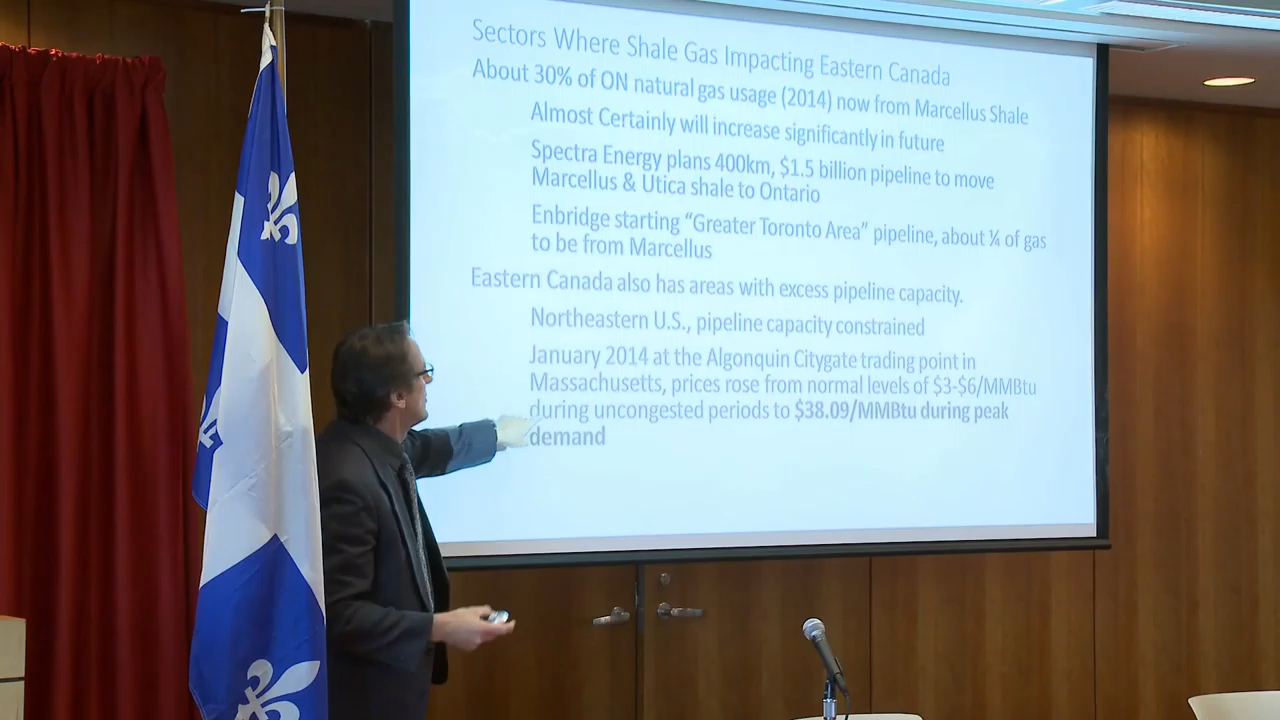 Sectors Where Shale Gas Impacting Eastern Canada
About 30% of ON natural gas usage (2014) now from Marcellus Shale
Almost Certainly will increase significantly in future
Spectra Energy plans 400km, $1.5 billion pipeline to move
Marcellus & Utica shale to Ontario
Enbridge starting “Greater Toronto Area” pipeline, about ¼ of gas
to be from Marcellus
Eastern Canada also has areas with excess pipeline capacity.
Northeastern U.S., pipeline capacity constrained
January 2014 at the Algonquin Citygate trading point in
Massachusetts, prices rose from normal levels of $3-$6/MMBtu
during uncongested periods to $38.09/MMBtu during peak
demand